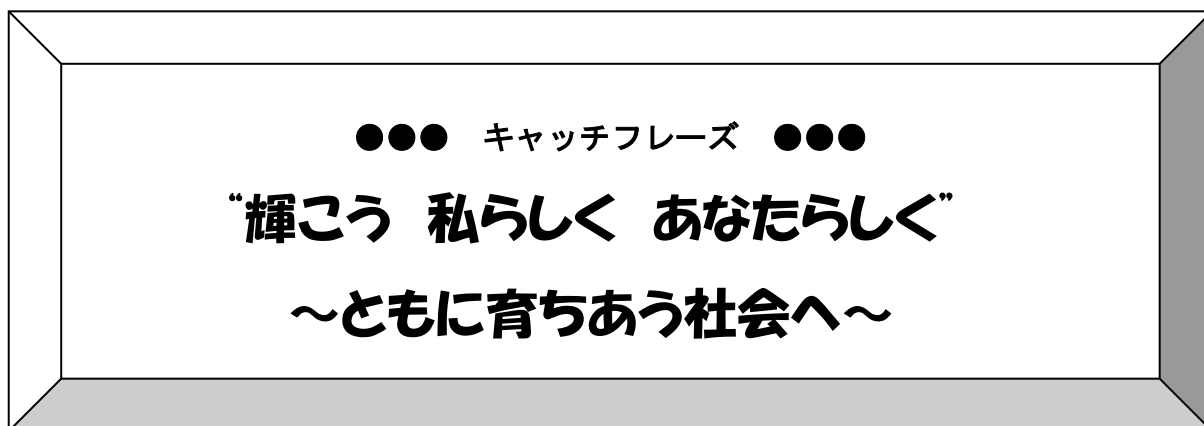 ●●● キャッチフレーズ ●●●
“輝こう 私らしく あなたらしく”
～ともに育ちあう社会へ～